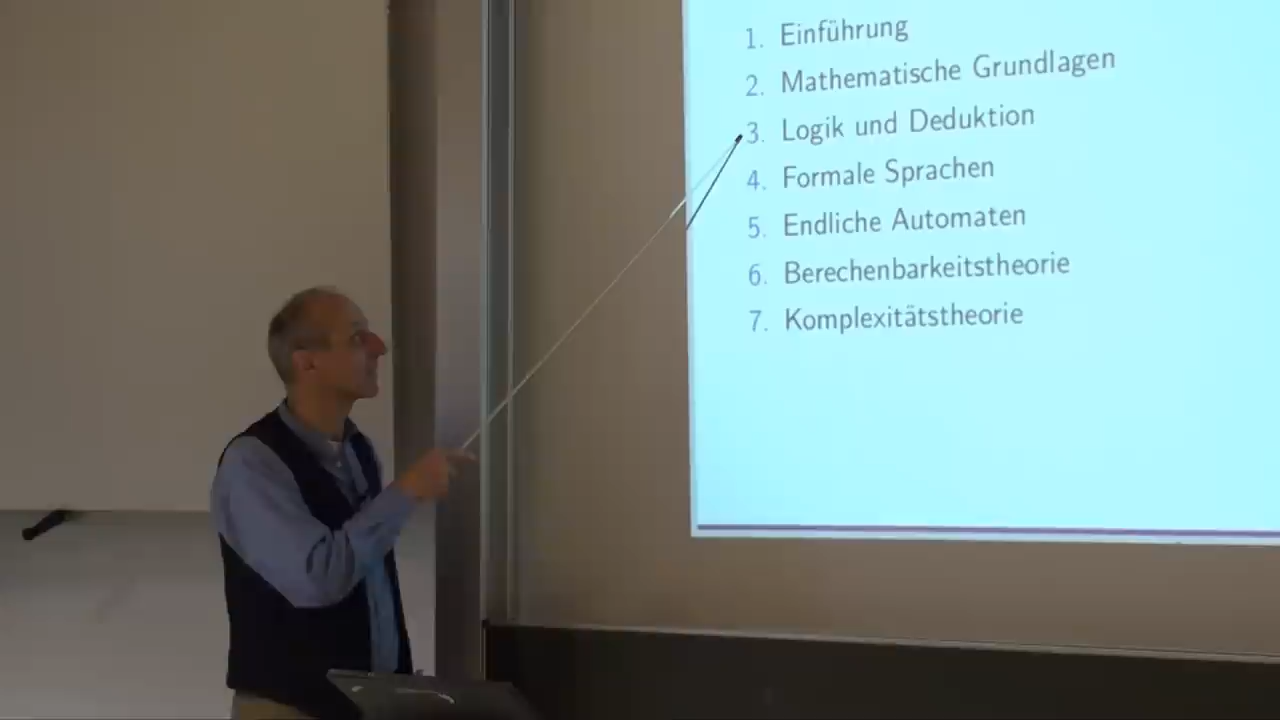 1. Einführung
2. Mathematische Grundlagen
3. Logik und Deduktion
4. Formale Sprachen
5. Endliche Automaten
6. Berechenbarkeitstheorie
7. Komplexitätstheorie